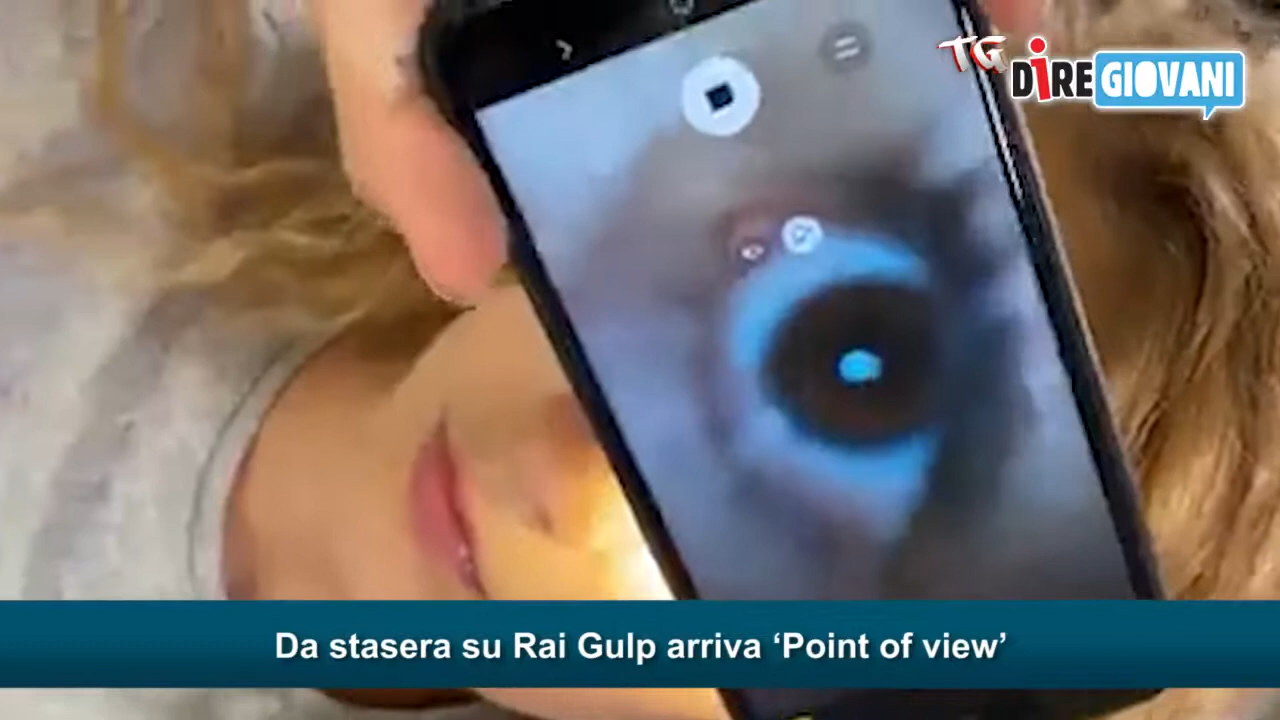 TG
DiRE GIOVANI
Da stasera su Rai Gulp arriva ‘Point of view’